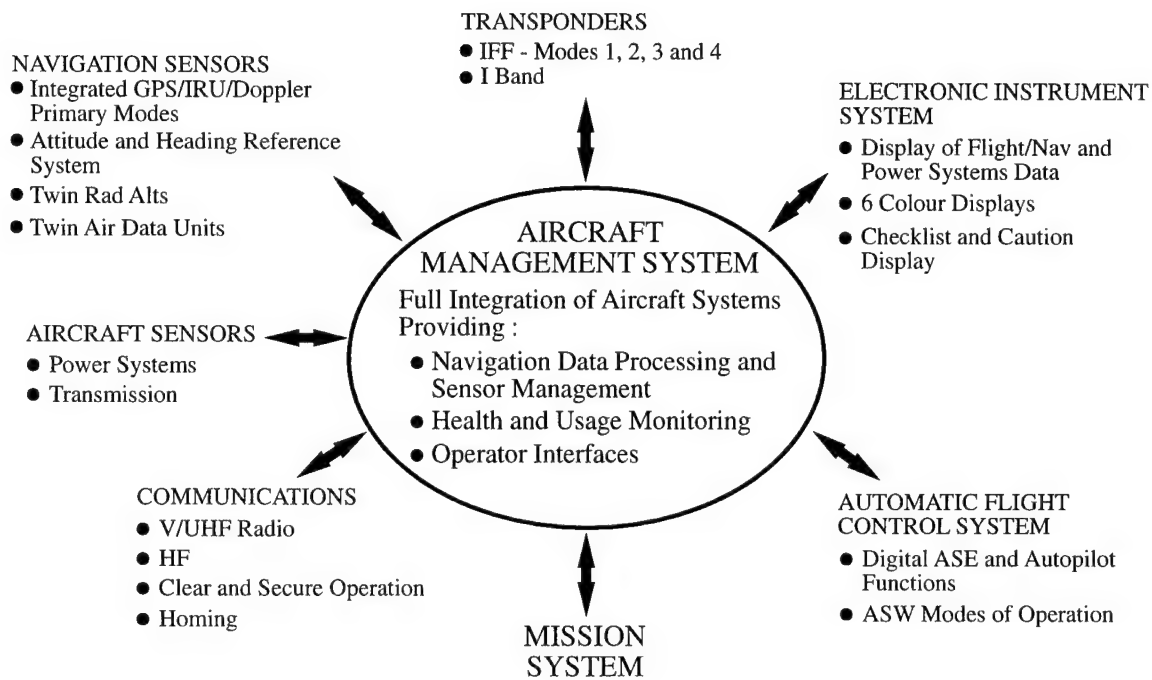 TRANSPONDERS
● IFF - Modes 1, 2, 3 and 4
● I Band
NAVIGATION SENSORS
● Integrated GPS/IRU/Doppler
Primary Modes
● Attitude and Heading Reference
System
● Twin Rad Alts
● Twin Air Data Units
ELECTRONIC INSTRUMENT
SYSTEM
● Display of Flight/Nav and
Power Systems Data
● 6 Colour Displays
● Checklist and Caution
Display
AIRCRAFT
MANAGEMENT SYSTEM
Full Integration of Aircraft Systems
Providing :
● Navigation Data Processing and
Sensor Management
● Health and Usage Monitoring
● Operator Interfaces
AIRCRAFT SENSORS
● Power Systems
● Transmission
COMMUNICATIONS
● V/UHF Radio
● HF
● Clear and Secure Operation
● Homing
MISSION
SYSTEM
AUTOMATIC FLIGHT
CONTROL SYSTEM
● Digital ASE and Autopilot
Functions
● ASW Modes of Operation